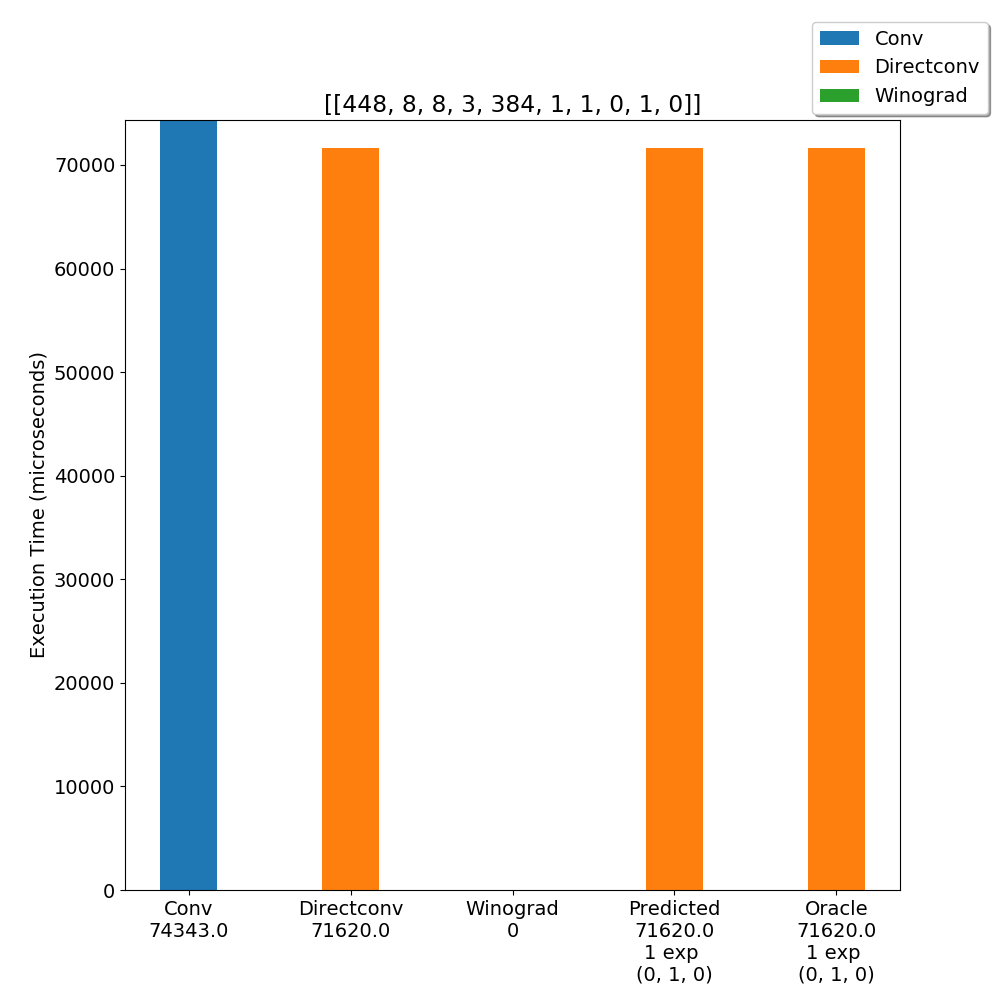 Conv
Directconv
Winograd
[[448, 8, 8, 3, 384, 1, 1, 0, 1, 0]]
Execution Time (microseconds)
70000
60000
50000
40000
30000
20000
10000
0
Conv
74343.0
Directconv
71620.0
Winograd
0
Predicted
71620.0
1 exp
(0, 1, 0)
Oracle
71620.0
1 exp
(0, 1, 0)